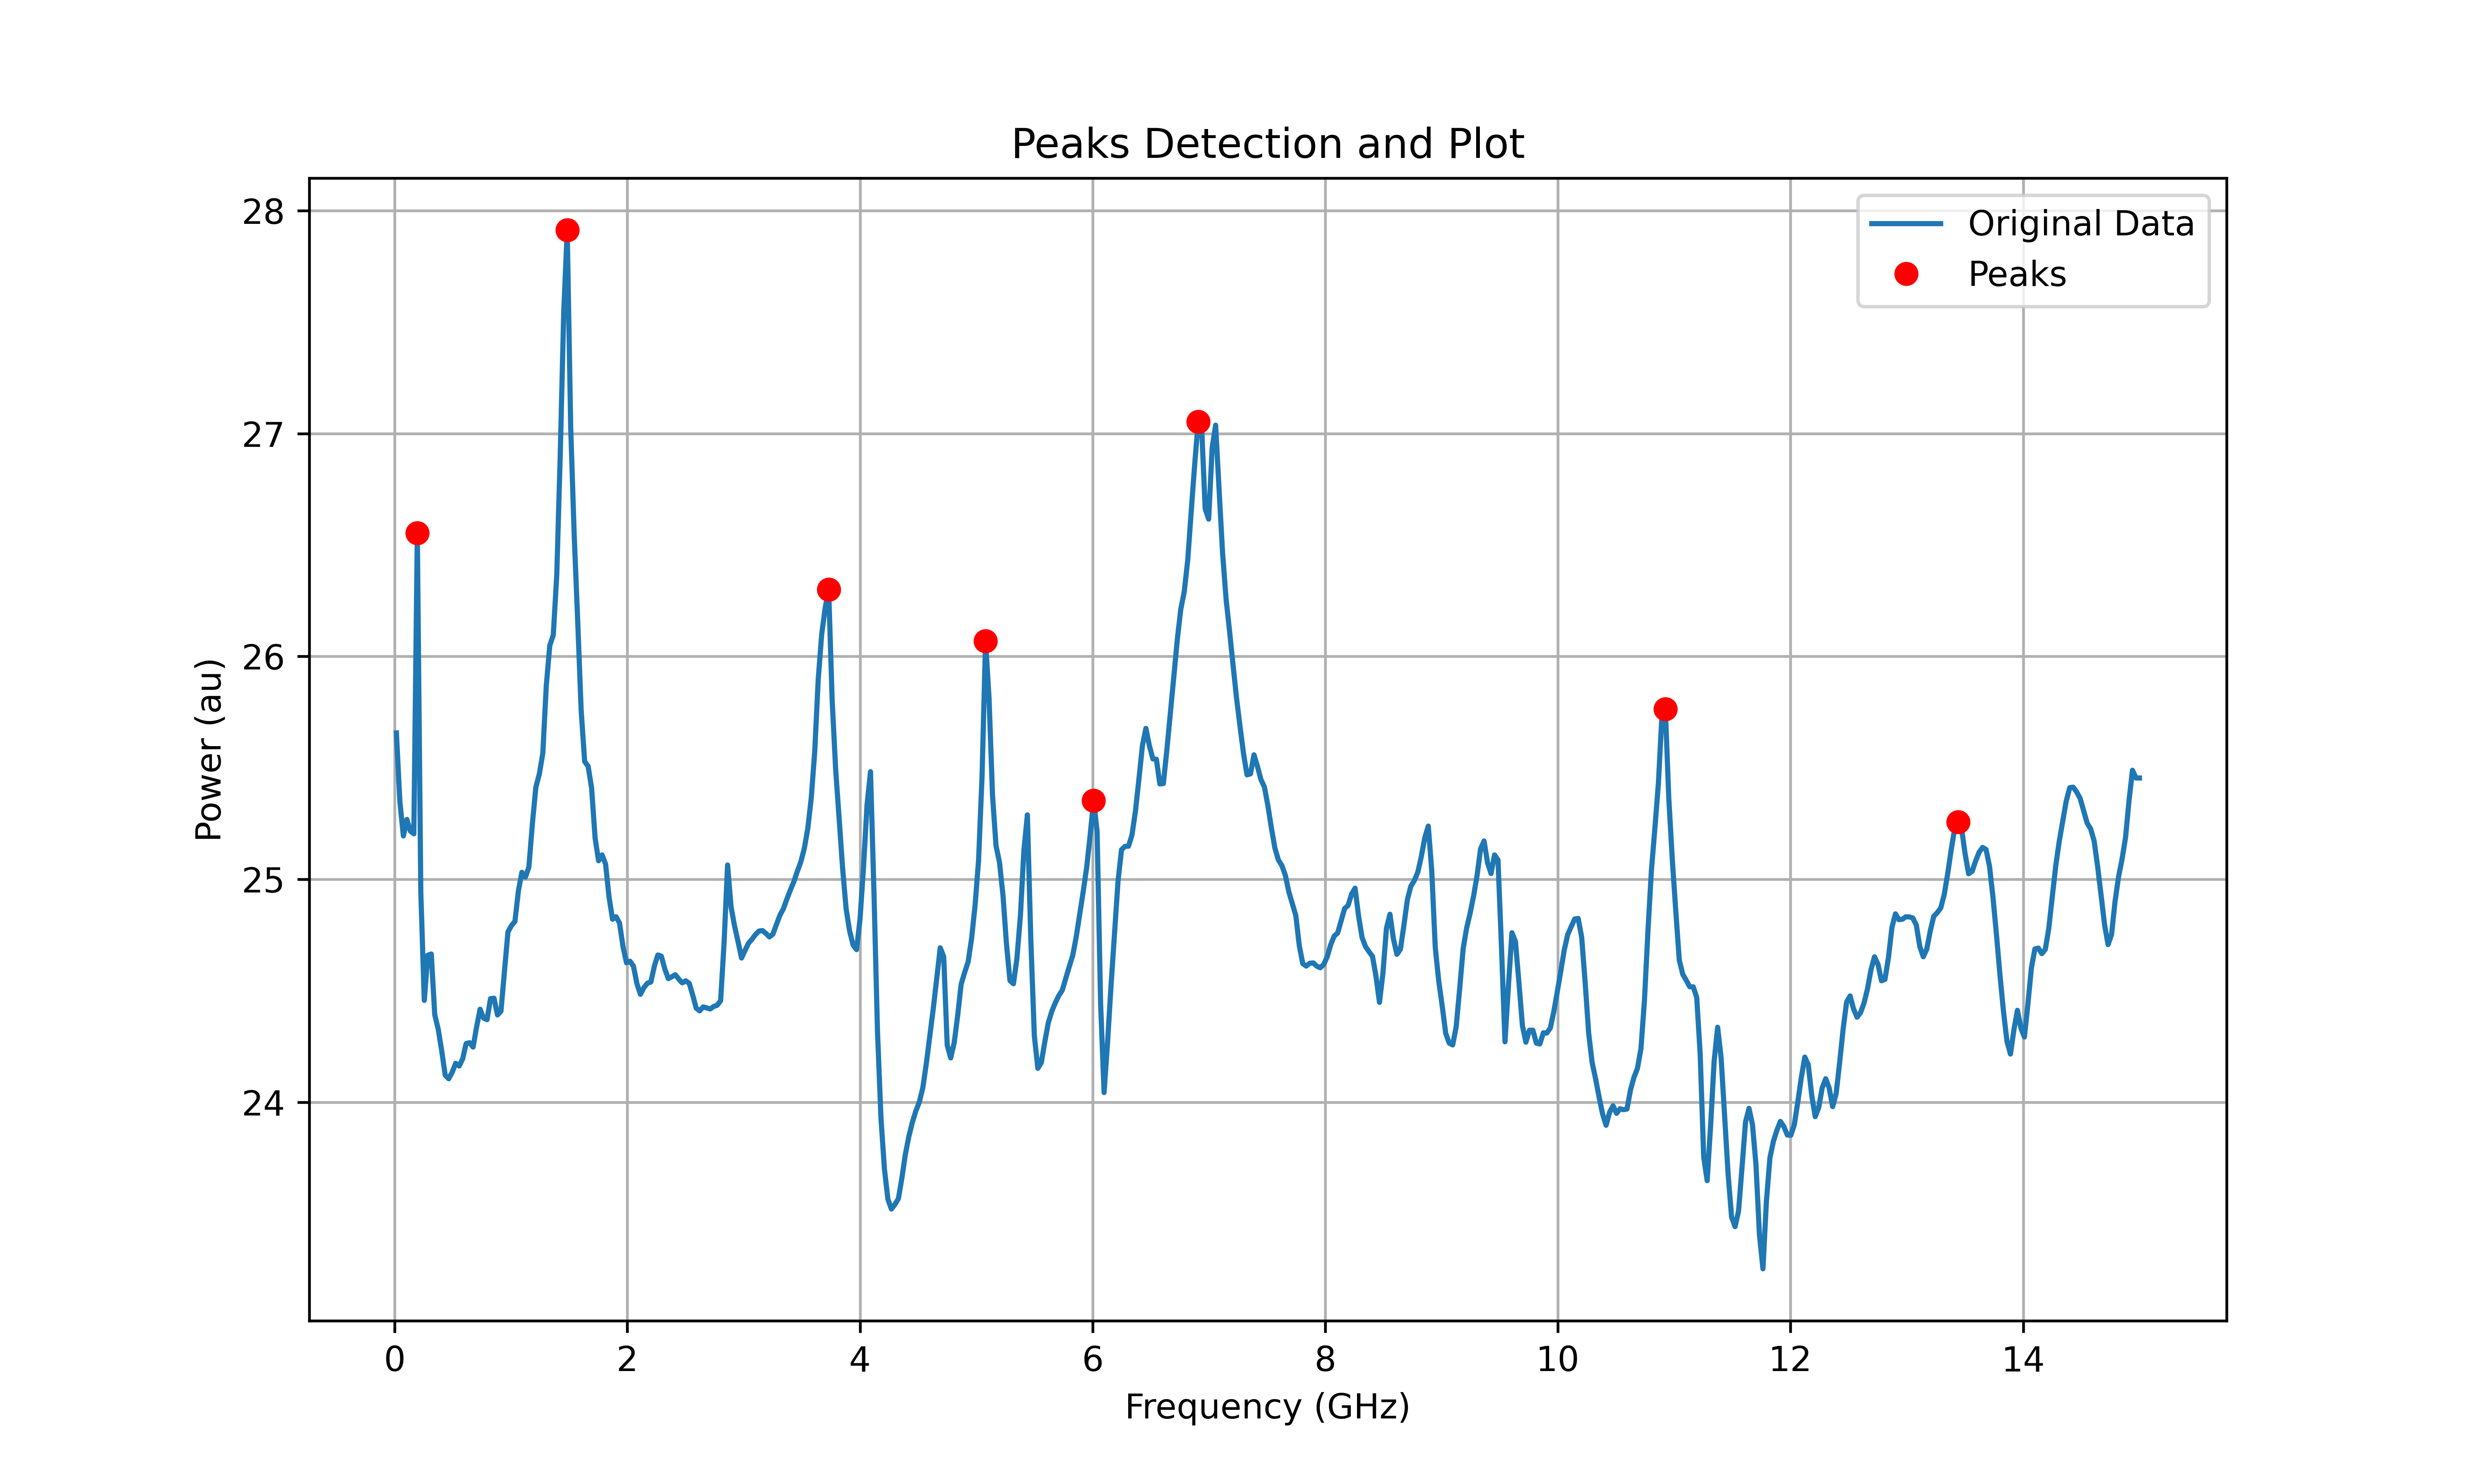 Peaks Detection and Plot
Original Data
Peaks
28
27
26
25
24
Power (au)
0 2 4 6 8 10 12 14
Frequency (GHz)